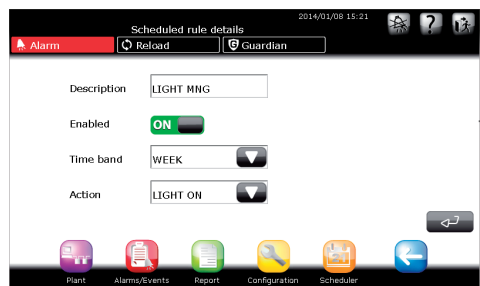 2014/01/08 15:21
Scheduled rule details
Alarm Reload Guardian
Description LIGHT MNG
Enabled ON
Time band WEEK
Action LIGHT ON
Plant Alarms/Events Report Configuration Scheduler